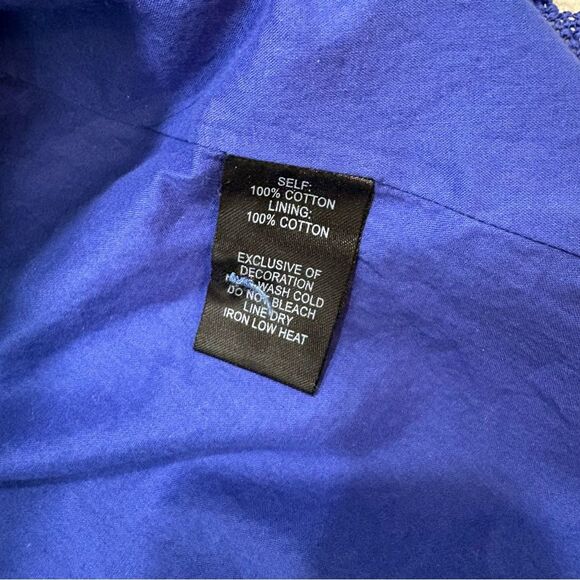 SELF:
100% COTTON
LINING:
100% COTTON
EXCLUSIVE OF
DECORATION
WASH COLD
DO NOT BLEACH
LINE DRY
IRON LOW HEAT